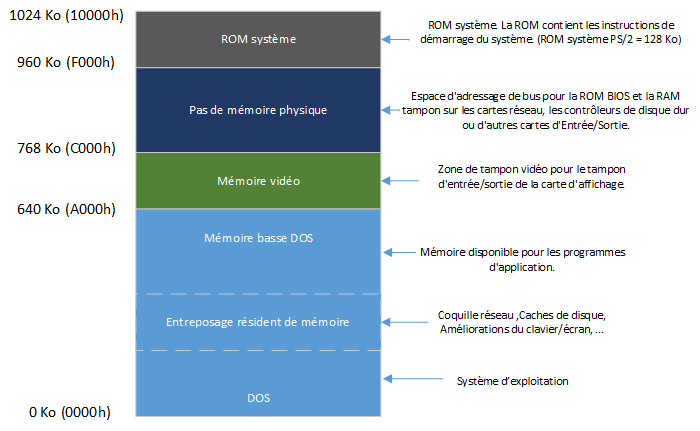 1024 Ko (10000h)
ROM système
ROM système. La ROM contient les instructions de
démarrage du système. (ROM système PS/2 = 128 Ko)
960 Ko (F000h)
Pas de mémoire physique
Espace d'adressage de bus pour la ROM BIOS et la RAM
tampon sur les cartes réseau, les contrôleurs de disque dur
ou d'autres cartes d'Entrée/Sortie.
768 Ko (C000h)
Mémoire vidéo
Zone de tampon vidéo pour le tampon
d'entrée/sortie de la carte d'affichage.
640 Ko (A000h)
Mémoire basse DOS
Mémoire disponible pour les programmes
d'application.
Entreposage résident de mémoire
Coquille réseau ,Caches de disque,
Améliorations du clavier/écran, ...
Système d’exploitation
DOS
0 Ko (0000h)